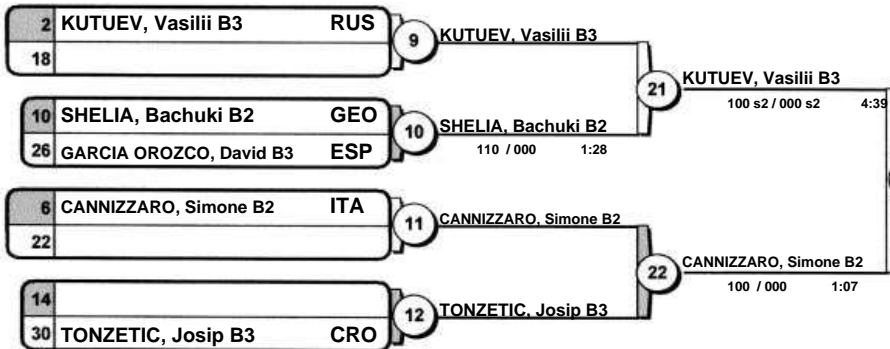 2 KUTUEV, Vasilii B3 RUS
18
9
KUTUEV, Vasilii B3
10 SHELIA, Bachuki B2 GEO
26 GARCIA OROZCO, David B3 ESP
10
SHELIA, Bachuki B2
110 / 000 1:28
21
KUTUEV, Vasilii B3
100 s2 / 000 s2 4:39
6 CANNIZZARO, Simone B2 ITA
22
11
CANNIZZARO, Simone B2
14
30 TONZETIC, Josip B3 CRO
12
TONZETIC, Josip B3
22
CANNIZZARO, Simone B2
100 / 000 1:07